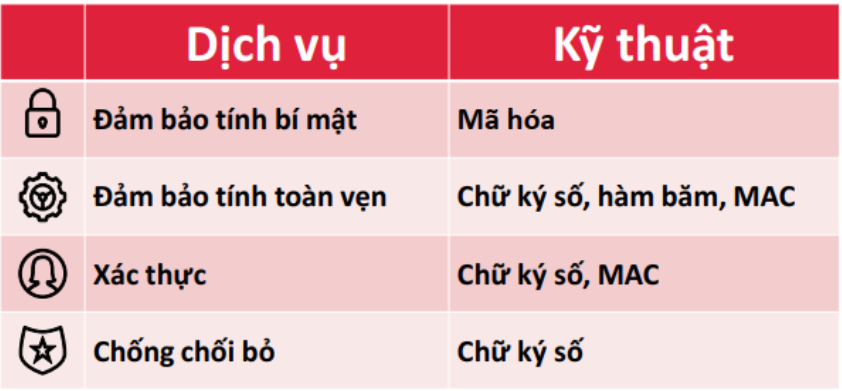 Dịch vụ Kỹ thuật
Đảm bảo tính bí mật Mã hóa
Đảm bảo tính toàn vẹn Chữ ký số, hàm băm, MAC
Xác thực Chữ ký số, MAC
Chống chối bỏ Chữ ký số